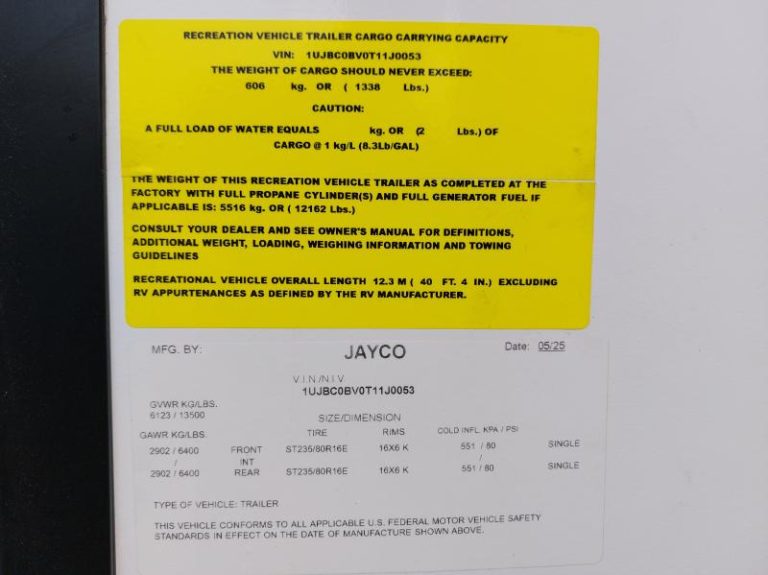 RECREATION VEHICLE TRAILER CARGO CARRYING CAPACITY
VIN: 1UJBC0BV0T11J0053
THE WEIGHT OF CARGO SHOULD NEVER EXCEED:
606 kg. OR ( 1338 Lbs.)
CAUTION:
A FULL LOAD OF WATER EQUALS kg. OR (2 Lbs.) OF
CARGO @ 1 kg/L (8.3Lb/GAL)
THE WEIGHT OF THIS RECREATION VEHICLE TRAILER AS COMPLETED AT THE
FACTORY WITH FULL PROPANE CYLINDER(S) AND FULL GENERATOR FUEL IF
APPLICABLE IS: 5516 kg. OR ( 12162 Lbs.)
CONSULT YOUR DEALER AND SEE OWNER'S MANUAL FOR DEFINITIONS,
ADDITIONAL WEIGHT, LOADING, WEIGHING INFORMATION AND TOWING
GUIDELINES
RECREATIONAL VEHICLE OVERALL LENGTH 12.3 M ( 40 FT. 4 IN.) EXCLUDING
RV APPURTENANCES AS DEFINED BY THE RV MANUFACTURER.
MFG. BY: JAYCO Date: 05/25
V.I.N./N.I.V.
1UJBC0BV0T11J0053
GVWR KG/LBS.
6123 / 13500
SIZE/DIMENSION
GAWR KG/LBS. TIRE RIMS COLD INFL. KPA / PSI
2902 / 6400 FRONT ST235/80R16E 16X6 K 551 / 80 SINGLE
/ INT /
2902 / 6400 REAR ST235/80R16E 16X6 K 551 / 80 SINGLE
TYPE OF VEHICLE: TRAILER
THIS VEHICLE CONFORMS TO ALL APPLICABLE U.S. FEDERAL MOTOR VEHICLE SAFETY
STANDARDS IN EFFECT ON THE DATE OF MANUFACTURE SHOWN ABOVE.